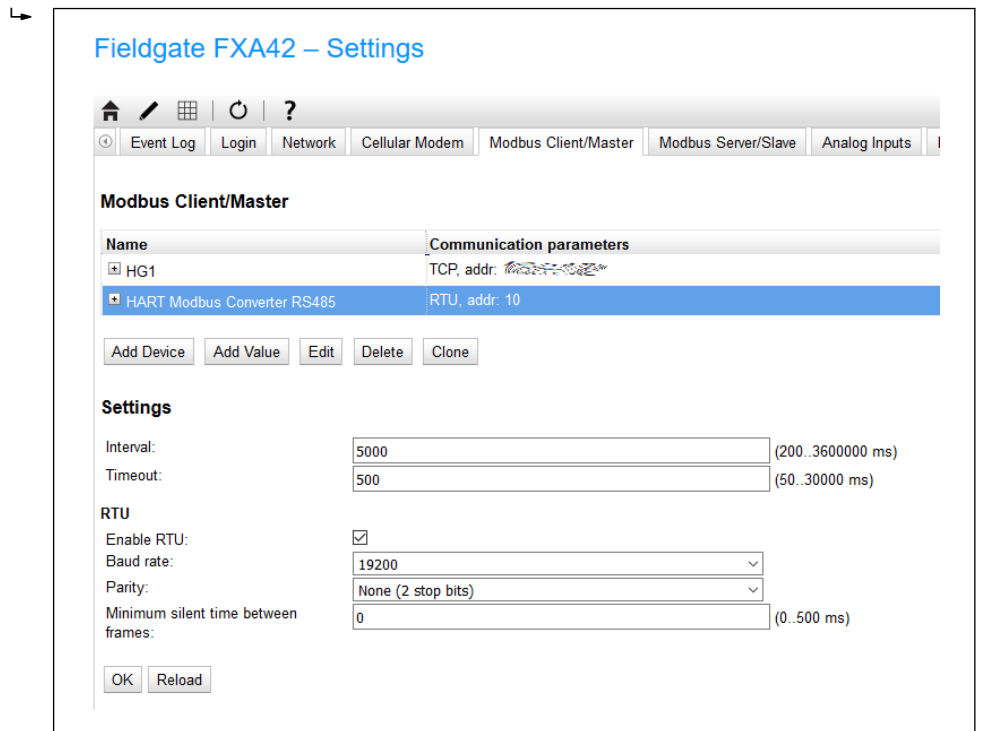 Fieldgate FXA42 – Settings
?
Event Log Login Network Cellular Modem Modbus Client/Master Modbus Server/Slave Analog Inputs
Modbus Client/Master
Name Communication parameters
HG1 TCP, addr:
HART Modbus Converter RS485 RTU, addr: 10
Add Device Add Value Edit Delete Clone
Settings
Interval: 5000 (200..3600000 ms)
Timeout: 500 (50..30000 ms)
RTU
Enable RTU:
Baud rate: 19200
Parity: None (2 stop bits)
Minimum silent time between 0 (0..500 ms)
frames:
OK Reload